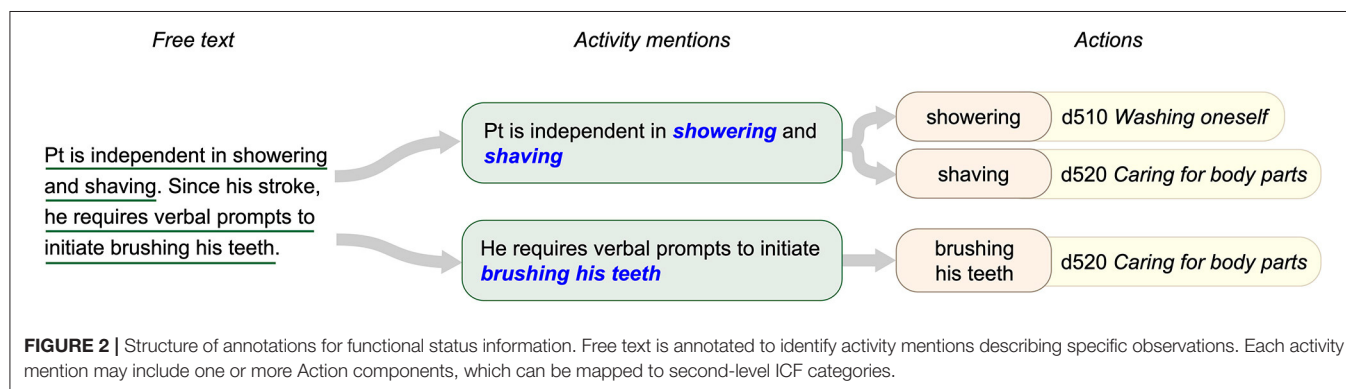 Free text
Activity mentions
Actions
Pt is independent in showering
and shaving. Since his stroke,
he requires verbal prompts to
initiate brushing his teeth.
Pt is independent in showering and
shaving
He requires verbal prompts to initiate
brushing his teeth
showering
d510 Washing oneself
shaving
d520 Caring for body parts
brushing
his teeth
d520 Caring for body parts
FIGURE 2 | Structure of annotations for functional status information. Free text is annotated to identify activity mentions describing specific observations. Each activity
mention may include one or more Action components, which can be mapped to second-level ICF categories.